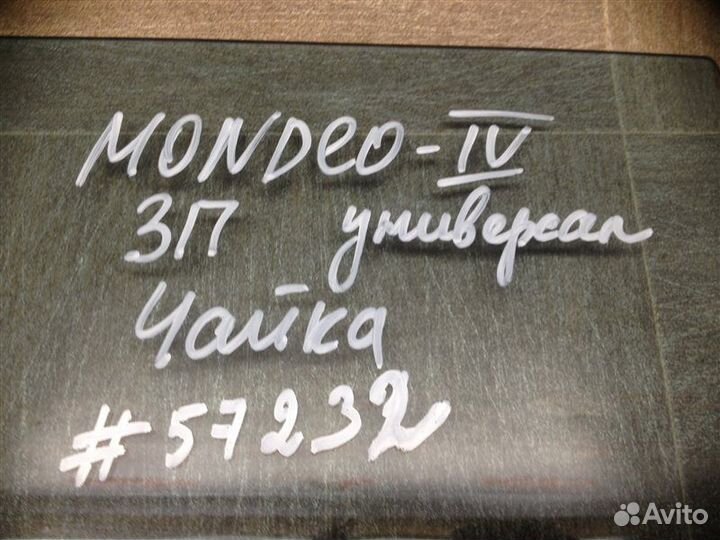 MONDEO-IV
ЗП универсал
Чайка
#57232
Avito